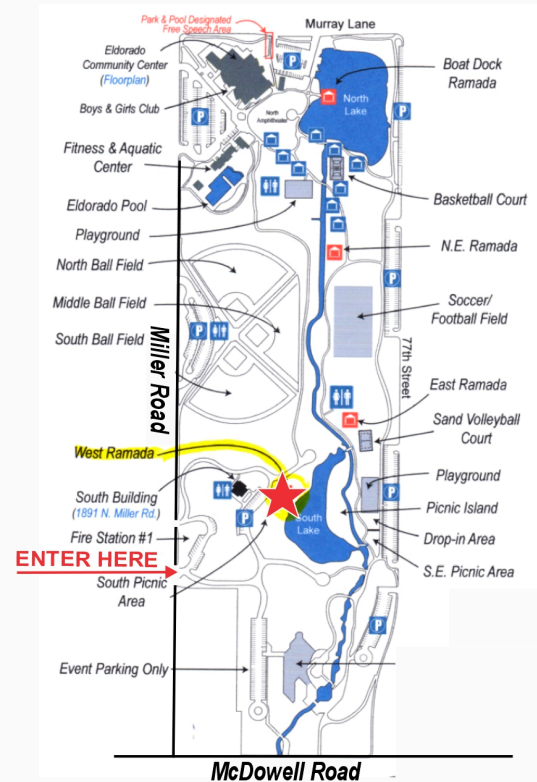 Park & Pool Designated
Free Speech Area
Murray Lane
Eldorado
Community Center
(Floorplan)
Boat Dock
Ramada
P
North
Lake
Boys & Girls Club
P
North
Amphitheater
P
Fitness & Aquatic
Center
Basketball Court
Eldorado Pool
Playground
N.E. Ramada
North Ball Field
P
Middle Ball Field
Soccer/
Football Field
South Ball Field
P
Miller Road
77th Street
East Ramada
Sand Volleyball
Court
West Ramada
Playground
South Building
(1891 N. Miller Rd.)
P
P
South
Lake
Picnic Island
Fire Station #1
Drop-in Area
ENTER HERE
S.E. Picnic Area
South Picnic
Area
P
Event Parking Only
McDowell Road